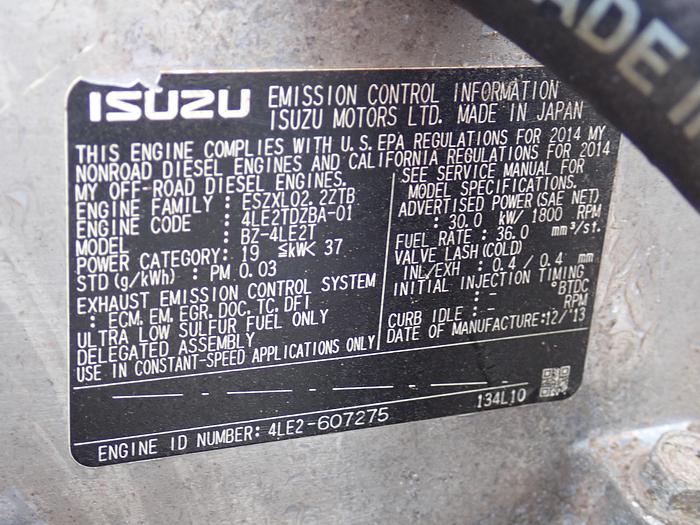 ADE I
ISUZU EMISSION CONTROL INFORMATION
ISUZU MOTORS LTD. MADE IN JAPAN
THIS ENGINE COMPLIES WITH U.S.EPA REGULATIONS FOR 2014 MY
NONROAD DIESEL ENGINES AND CALIFORNIA REGULATIONS FOR 2014
MY OFF-ROAD DIESEL ENGINES.
ENGINE FAMILY : ESZXL02.2ZTB
ENGINE CODE : 4LE2TDZBA-01
MODEL : BZ-4LE2T
POWER CATEGORY: 19 ≦kW< 37
STD (g/kWh) : PM 0.03
EXHAUST EMISSION CONTROL SYSTEM
: ECM, EM, EGR, DOC, TC, DFI
ULTRA LOW SULFUR FUEL ONLY
DELEGATED ASSEMBLY
USE IN CONSTANT-SPEED APPLICATIONS ONLY
SEE SERVICE MANUAL FOR
MODEL SPECIFICATIONS.
ADVERTISED POWER(SAE NET)
: 30.0 kW/ 1800 RPM
FUEL RATE : 36.0 mm³/st.
VALVE LASH(COLD)
INL/EXH : 0.4 / 0.4 mm
INITIAL INJECTION TIMING
: - °BTDC
CURB IDLE : - RPM
DATE OF MANUFACTURE:12/'13
134L10
ENGINE ID NUMBER: 4LE2-607275